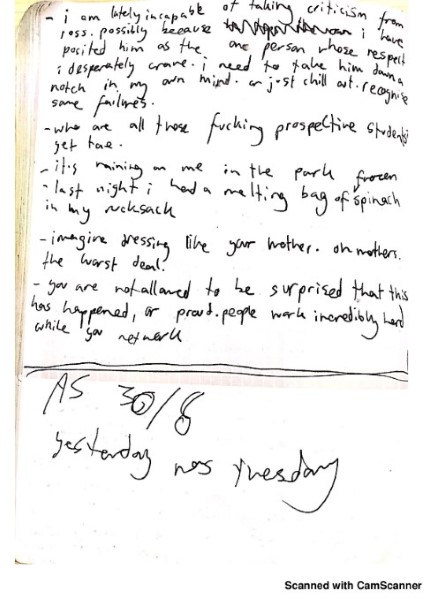 - i am lately incapable of taking criticism from
ross. possibly because i have
posited him as the one person whose respect
i desperately crave. i need to take him down a
notch in my own mind. or just chill out. recognise
some failures.
- who are all those fucking prospective students
get tae.
- it's raining on me in the park
- last night i had a melting bag of frozen spinach
in my rucksack
- imagine dressing like your mother. oh mothers.
the worst deal.
- you are not allowed to be surprised that this
has happened, or proud. people work incredibly hard
while you network
AS 30/8
yesterday was tuesday
Scanned with CamScanner